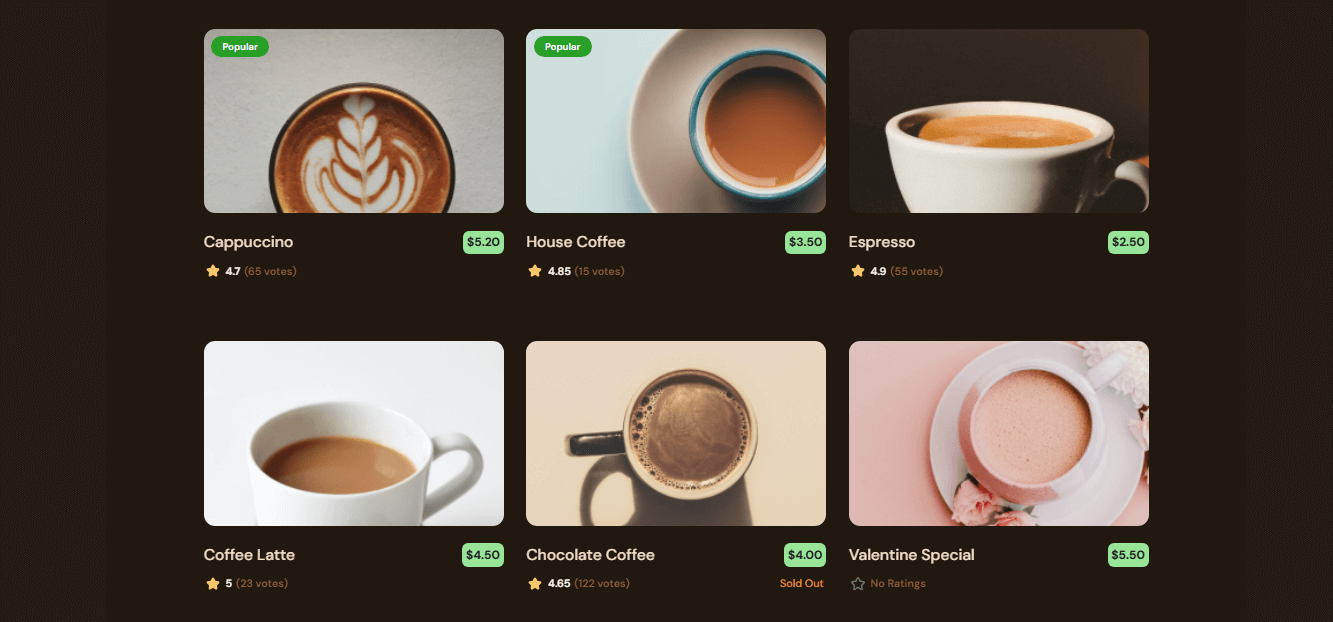 Popular
Popular
Cappuccino $5.20
House Coffee $3.50
Espresso $2.50
4.7 (65 votes)
4.85 (15 votes)
4.9 (55 votes)
Coffee Latte $4.50
Chocolate Coffee $4.00
Valentine Special $5.50
5 (23 votes)
4.65 (122 votes) Sold Out
No Ratings